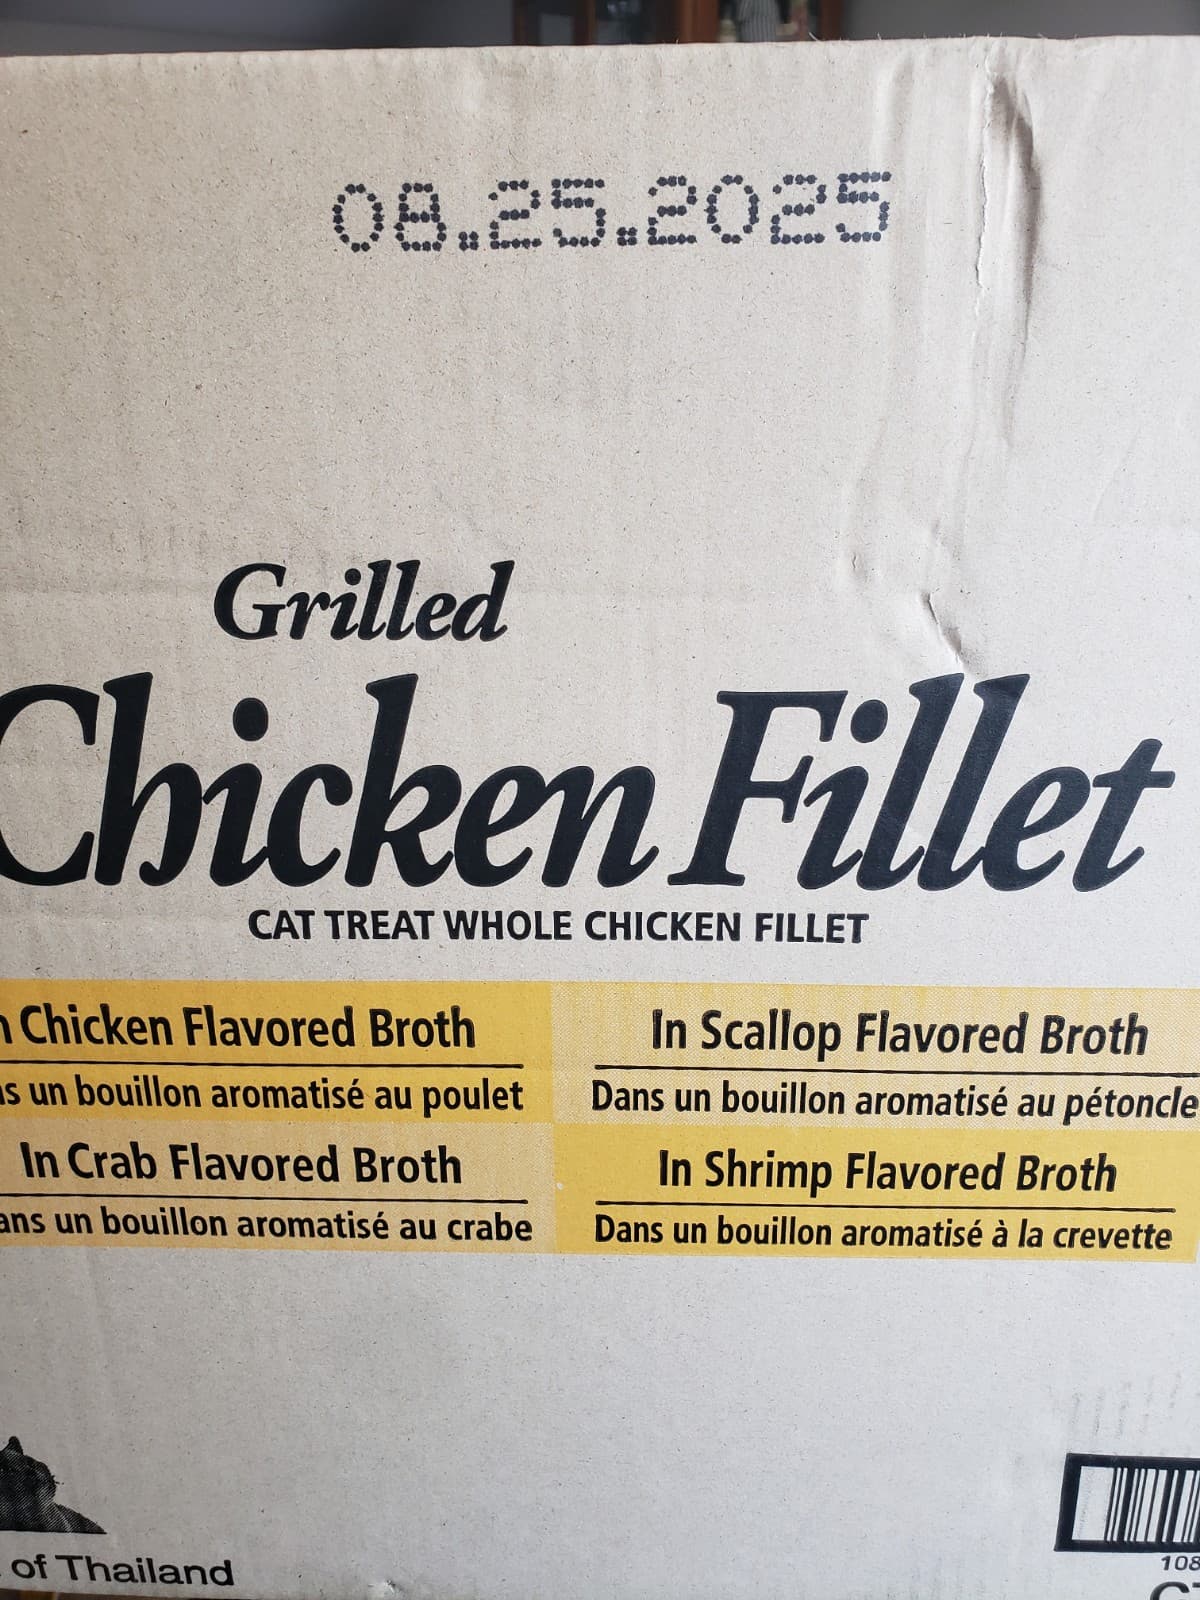 08.25.2025
Grilled
Chicken Fillet
CAT TREAT WHOLE CHICKEN FILLET
Chicken Flavored Broth
un bouillon aromatisé au poulet
In Scallop Flavored Broth
Dans un bouillon aromatisé au pétoncle
In Crab Flavored Broth
un bouillon aromatisé au crabe
In Shrimp Flavored Broth
Dans un bouillon aromatisé à la crevette
of Thailand
108